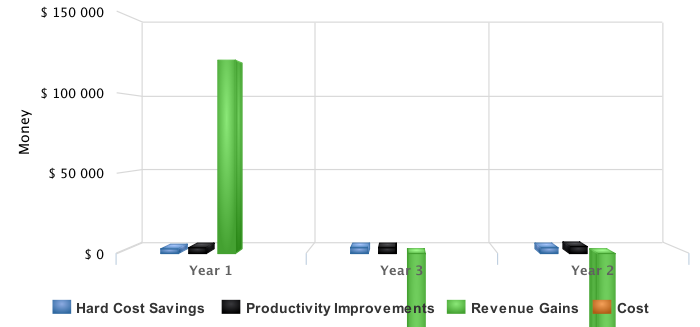 $ 150 000
$ 100 000
Money
$ 50 000
$ 0
Year 1 Year 3 Year 2
Hard Cost Savings Productivity Improvements Revenue Gains Cost